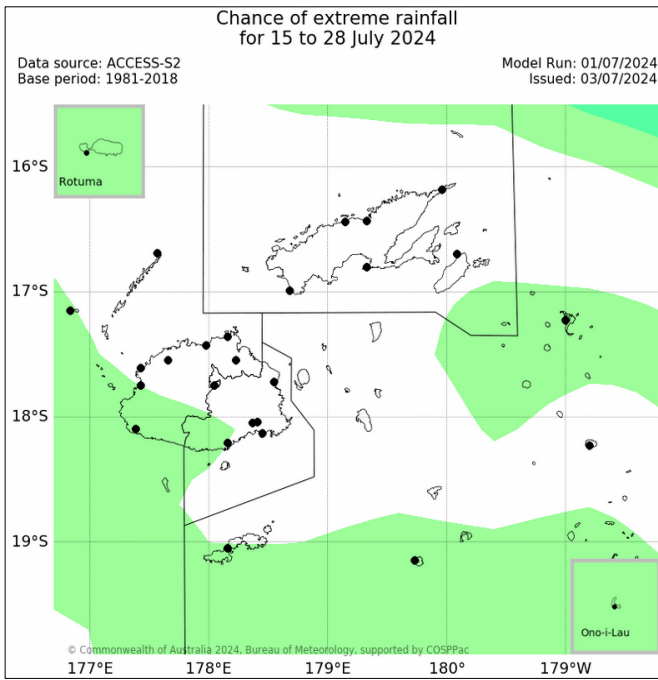 Chance of extreme rainfall
for 15 to 28 July 2024
Data source: ACCESS-S2
Base period: 1981-2018
Model Run: 01/07/2024
Issued: 03/07/2024
Rotuma
16°S
17°S
18°S
19°S
Ono-i-Lau
© Commonwealth of Australia 2024, Bureau of Meteorology, supported by COSPPac
177°E
178°E
179°E
180°
179°W